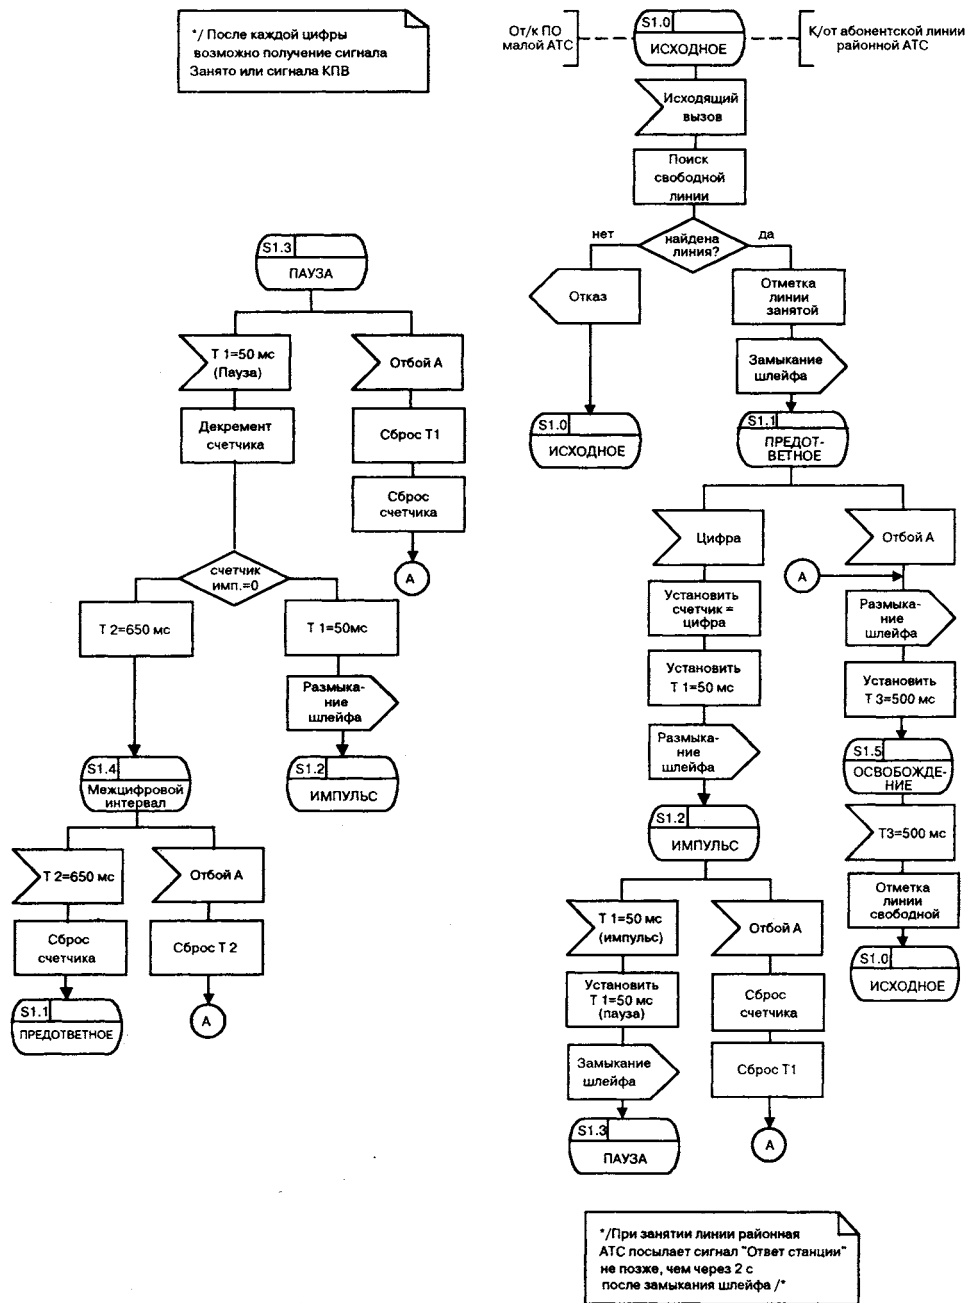 */ После каждой цифры
возможно получение сигнала
Занято или сигнала КПВ
От/к ПО
малой АТС
S1.0
ИСХОДНОЕ
К/от абонентской линии
районной АТС
Исходящий
вызов
Поиск
свободной
линии
нет
найдена
линия?
да
Отказ
Отметка
линии
занятой
Замыкание
шлейфа
S1.0
ИСХОДНОЕ
S1.1
ПРЕДОТ-
ВЕТНОЕ
Цифра
Отбой А
А
Установить
счетчик =
цифра
Размыка-
ние
шлейфа
Установить
Т 1=50 мс
Установить
Т 3=500 мс
Размыка-
ние
шлейфа
S1.5
ОСВОБОЖДЕ-
НИЕ
S1.2
ИМПУЛЬС
Т3=500 мс
Т 1=50 мс
(импульс)
Отбой А
Отметка
линии
свободной
Установить
Т 1=50 мс
(пауза)
Сброс
счетчика
S1.0
ИСХОДНОЕ
Замыкание
шлейфа
Сброс Т1
S1.3
ПАУЗА
А
S1.3
ПАУЗА
Т 1=50 мс
(Пауза)
Отбой А
Декремент
счетчика
Сброс Т1
Сброс
счетчика
А
счетчик
имп.=0
Т 2=650 мс
Т 1=50мс
Размыка-
ние
шлейфа
S1.4
Межцифровой
интервал
S1.2
ИМПУЛЬС
Т 2=650 мс
Отбой А
Сброс
счетчика
Сброс Т 2
S1.1
ПРЕДОТВЕТНОЕ
А
*/При занятии линии районная
АТС посылает сигнал "Ответ станции"
не позже, чем через 2 с
после замыкания шлейфа /*